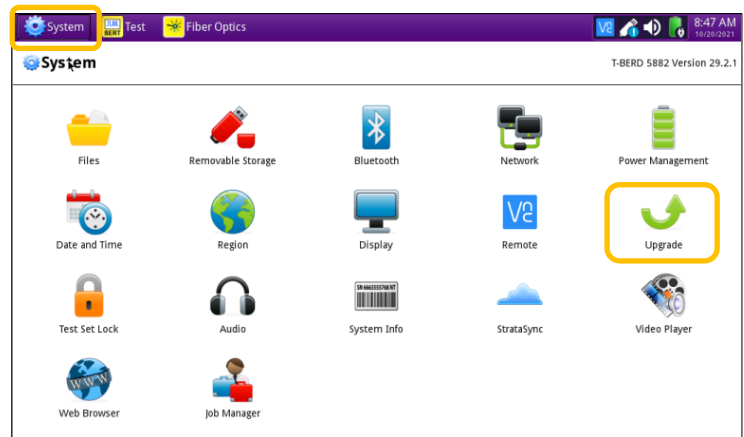 System
BERT
Test
Fiber Optics
8:47 AM
10/20/2021
System
T-BERD 5882 Version 29.2.1
Files
Removable Storage
Bluetooth
Network
Power Management
Date and Time
Region
Display
Remote
Upgrade
Test Set Lock
Audio
System Info
StrataSync
Video Player
WWW
Web Browser
Job Manager